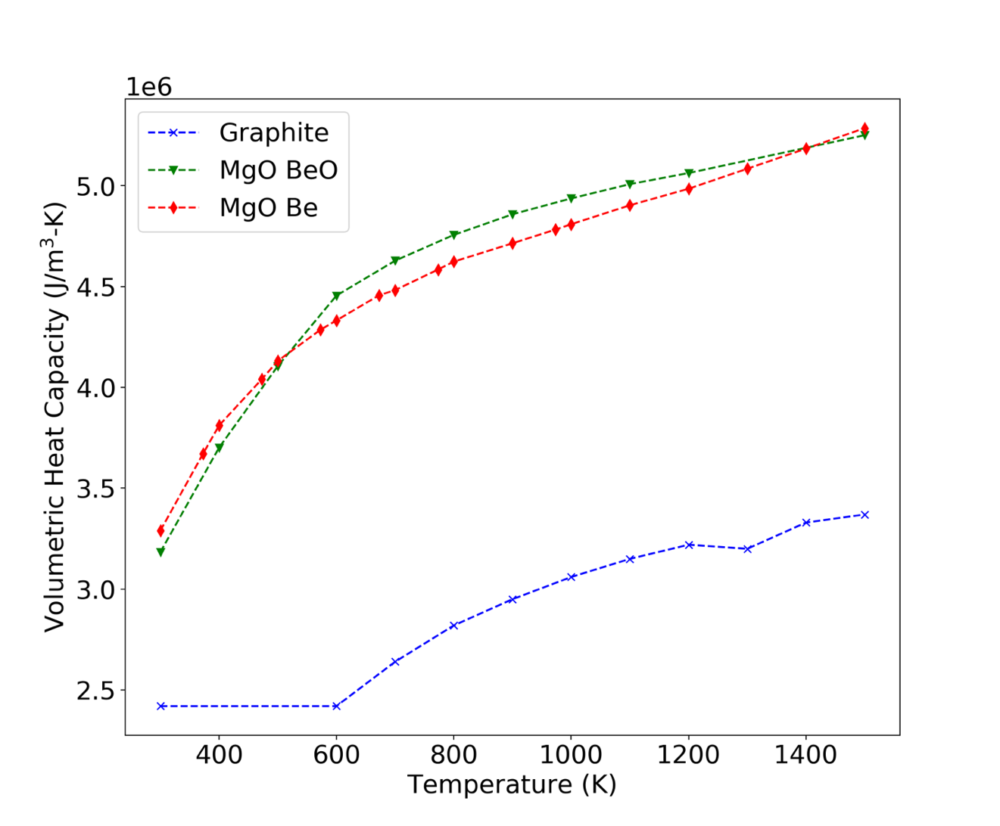 1e6
Graphite
MgO BeO
MgO Be
5.0
4.5
4.0
3.5
3.0
2.5
Volumetric Heat Capacity (J/m³-K)
400 600 800 1000 1200 1400
Temperature (K)